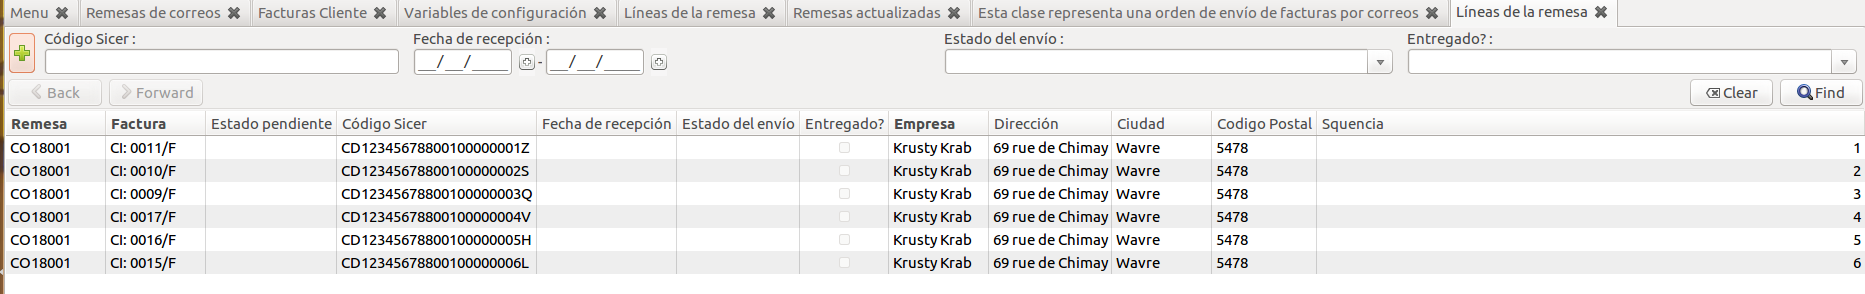 Menu Remesas de correos Facturas Cliente Variables de configuración Líneas de la remesa Remesas actualizadas Esta clase representa una orden de envío de facturas por correos Líneas de la remesa
Código Sicer : Fecha de recepción : Estado del envío : Entregado? :
__/__/____ - __/__/____
Back Forward Clear Find
Remesa Factura Estado pendiente Código Sicer Fecha de recepción Estado del envío Entregado? Empresa Dirección Ciudad Codigo Postal Squencia
CO18001 CI: 0011/F CD12345678800100000001Z Krusty Krab 69 rue de Chimay Wavre 5478 1
CO18001 CI: 0010/F CD12345678800100000002S Krusty Krab 69 rue de Chimay Wavre 5478 2
CO18001 CI: 0009/F CD12345678800100000003Q Krusty Krab 69 rue de Chimay Wavre 5478 3
CO18001 CI: 0017/F CD12345678800100000004V Krusty Krab 69 rue de Chimay Wavre 5478 4
CO18001 CI: 0016/F CD12345678800100000005H Krusty Krab 69 rue de Chimay Wavre 5478 5
CO18001 CI: 0015/F CD12345678800100000006L Krusty Krab 69 rue de Chimay Wavre 5478 6